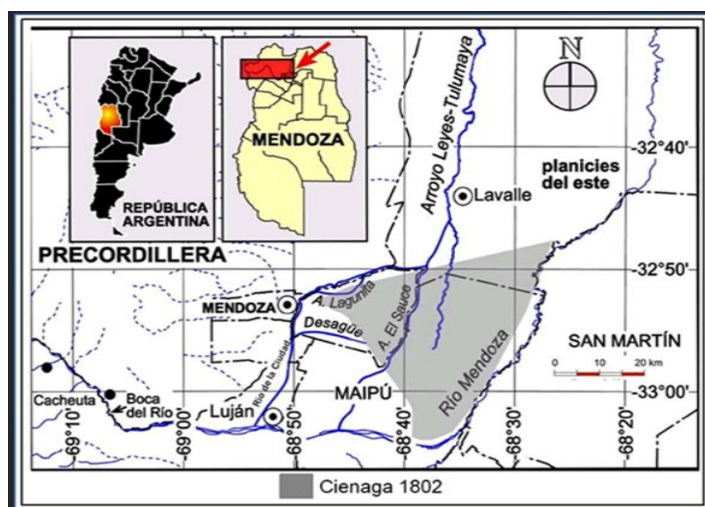 REPÚBLICA
ARGENTINA
MENDOZA
N
Arroyo Leyes-Tulumaya
-32°40'
planicies
del este
Lavalle
PRECORDILLERA
-32°50'
MENDOZA
A. Lagunita
Desagüe
A. El Sauce
Río de la Ciudad
Río Mendoza
SAN MARTÍN
0 5 10 20 km
MAIPÚ
-33°00'
Cacheuta
Boca
del Río
Luján
69°10'
69°00'
68°50'
68°40'
68°30'
68°20'
Cienaga 1802